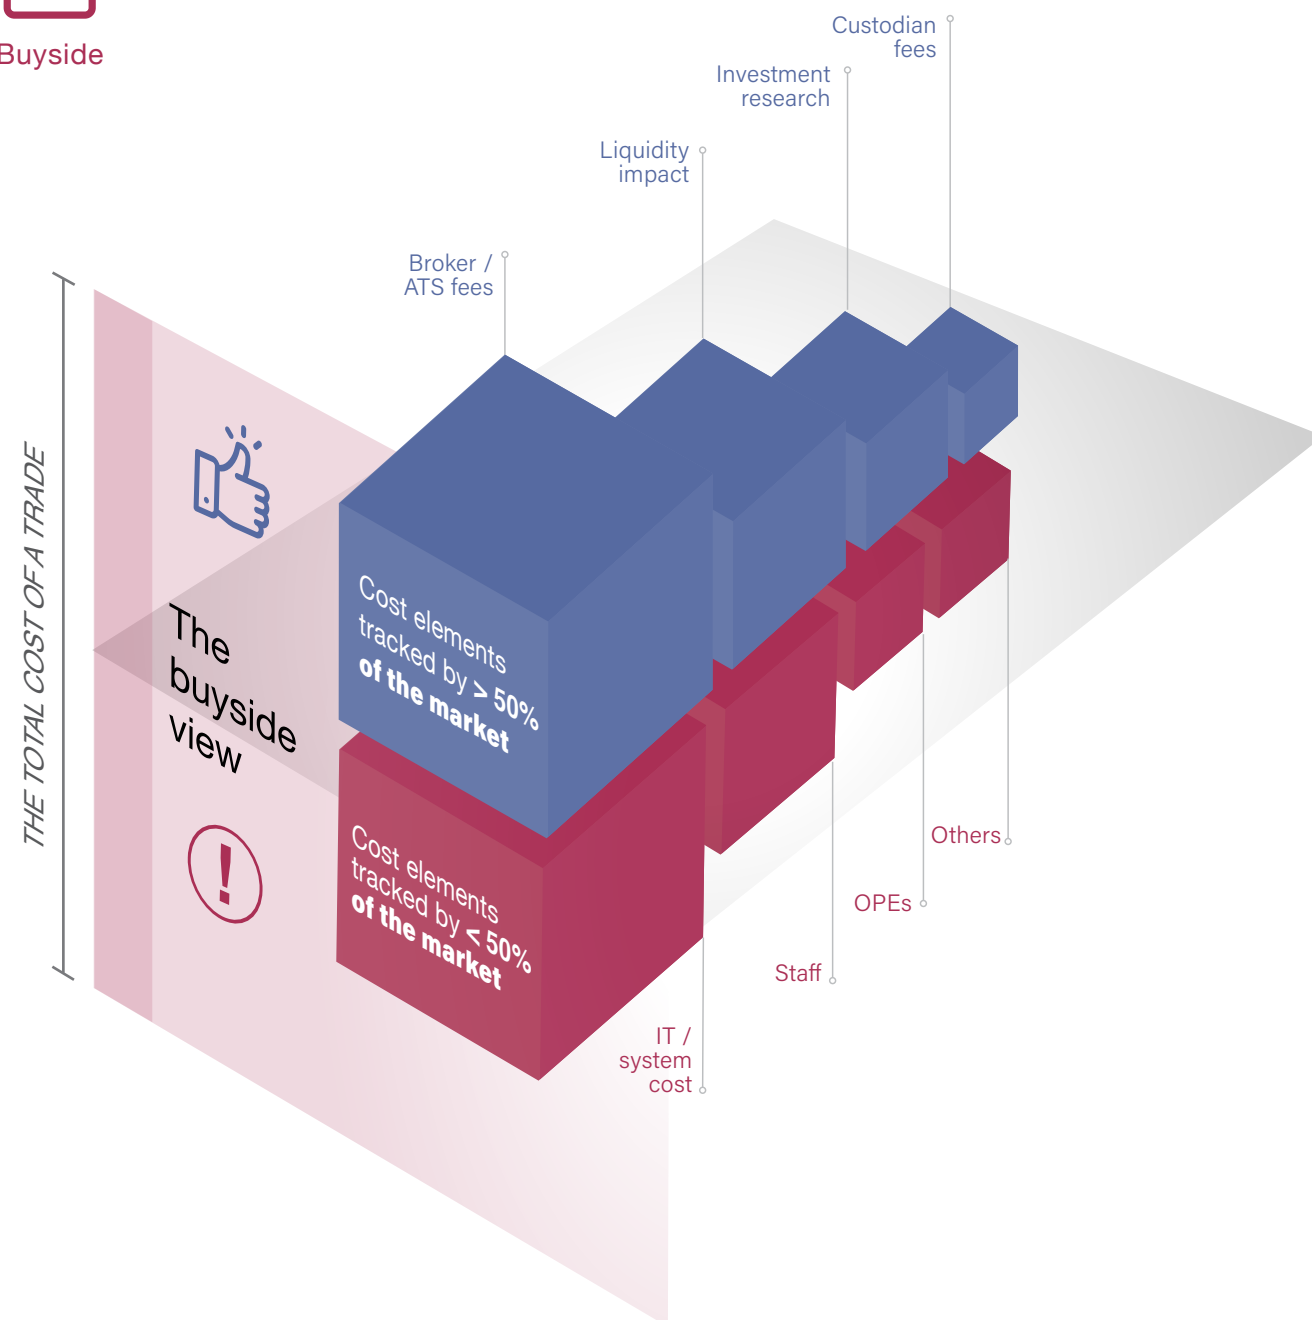 Buyside
Custodian
fees
Investment
research
Liquidity
impact
Broker /
ATS fees
THE TOTAL COST OF A TRADE
Cost elements
tracked by > 50%
of the market
The
buyside
view
Cost elements
tracked by < 50%
of the market
Others
OPEs
Staff
IT /
system
cost